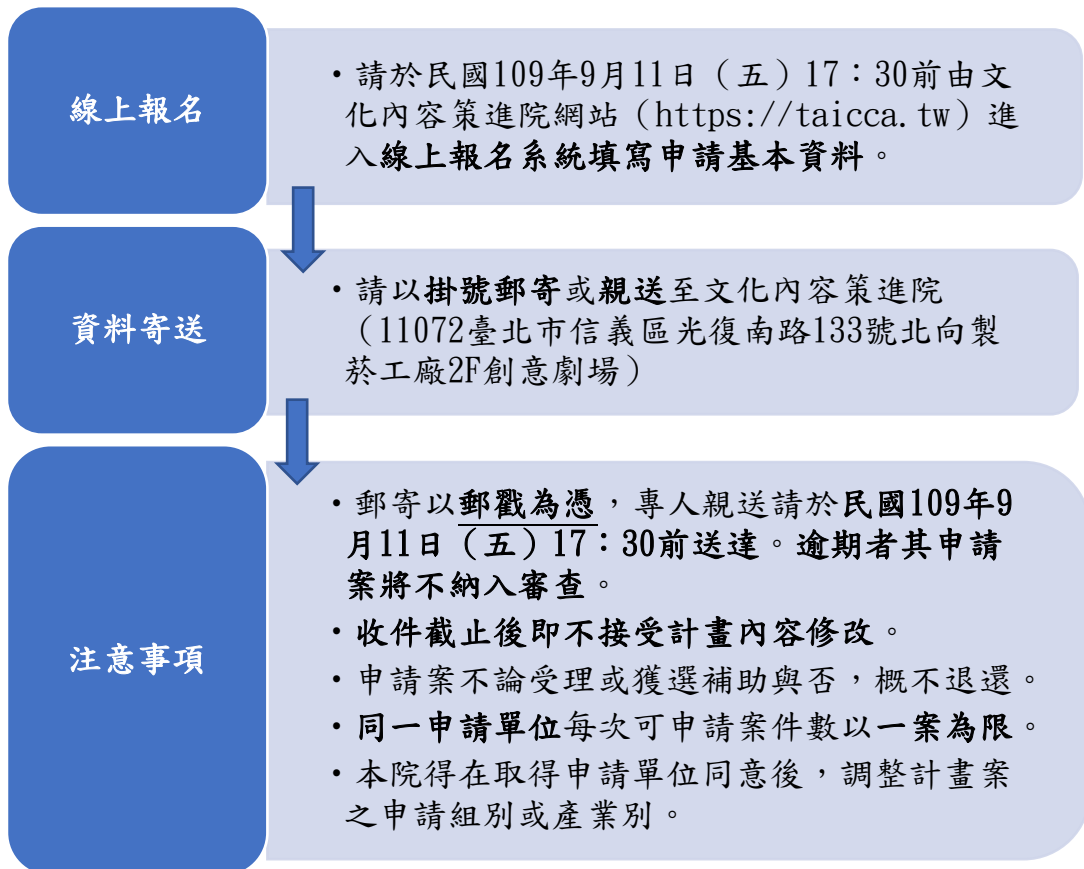 線上報名
・請於民國109年9月11日（五）17：30前由文
化內容策進院網站（https://taicca.tw）進
入線上報名系統填寫申請基本資料。
資料寄送
・請以掛號郵寄或親送至文化內容策進院
（11072臺北市信義區光復南路133號北向製
菸工廠2F創意劇場）
注意事項
・郵寄以郵戳為憑，專人親送請於民國109年9
月11日（五）17：30前送達。逾期者其申請
案將不納入審查。
・收件截止後即不接受計畫內容修改。
・申請案不論受理或獲選補助與否，概不退還。
・同一申請單位每次可申請案件數以一案為限。
・本院得在取得申請單位同意後，調整計畫案
之申請組別或產業別。